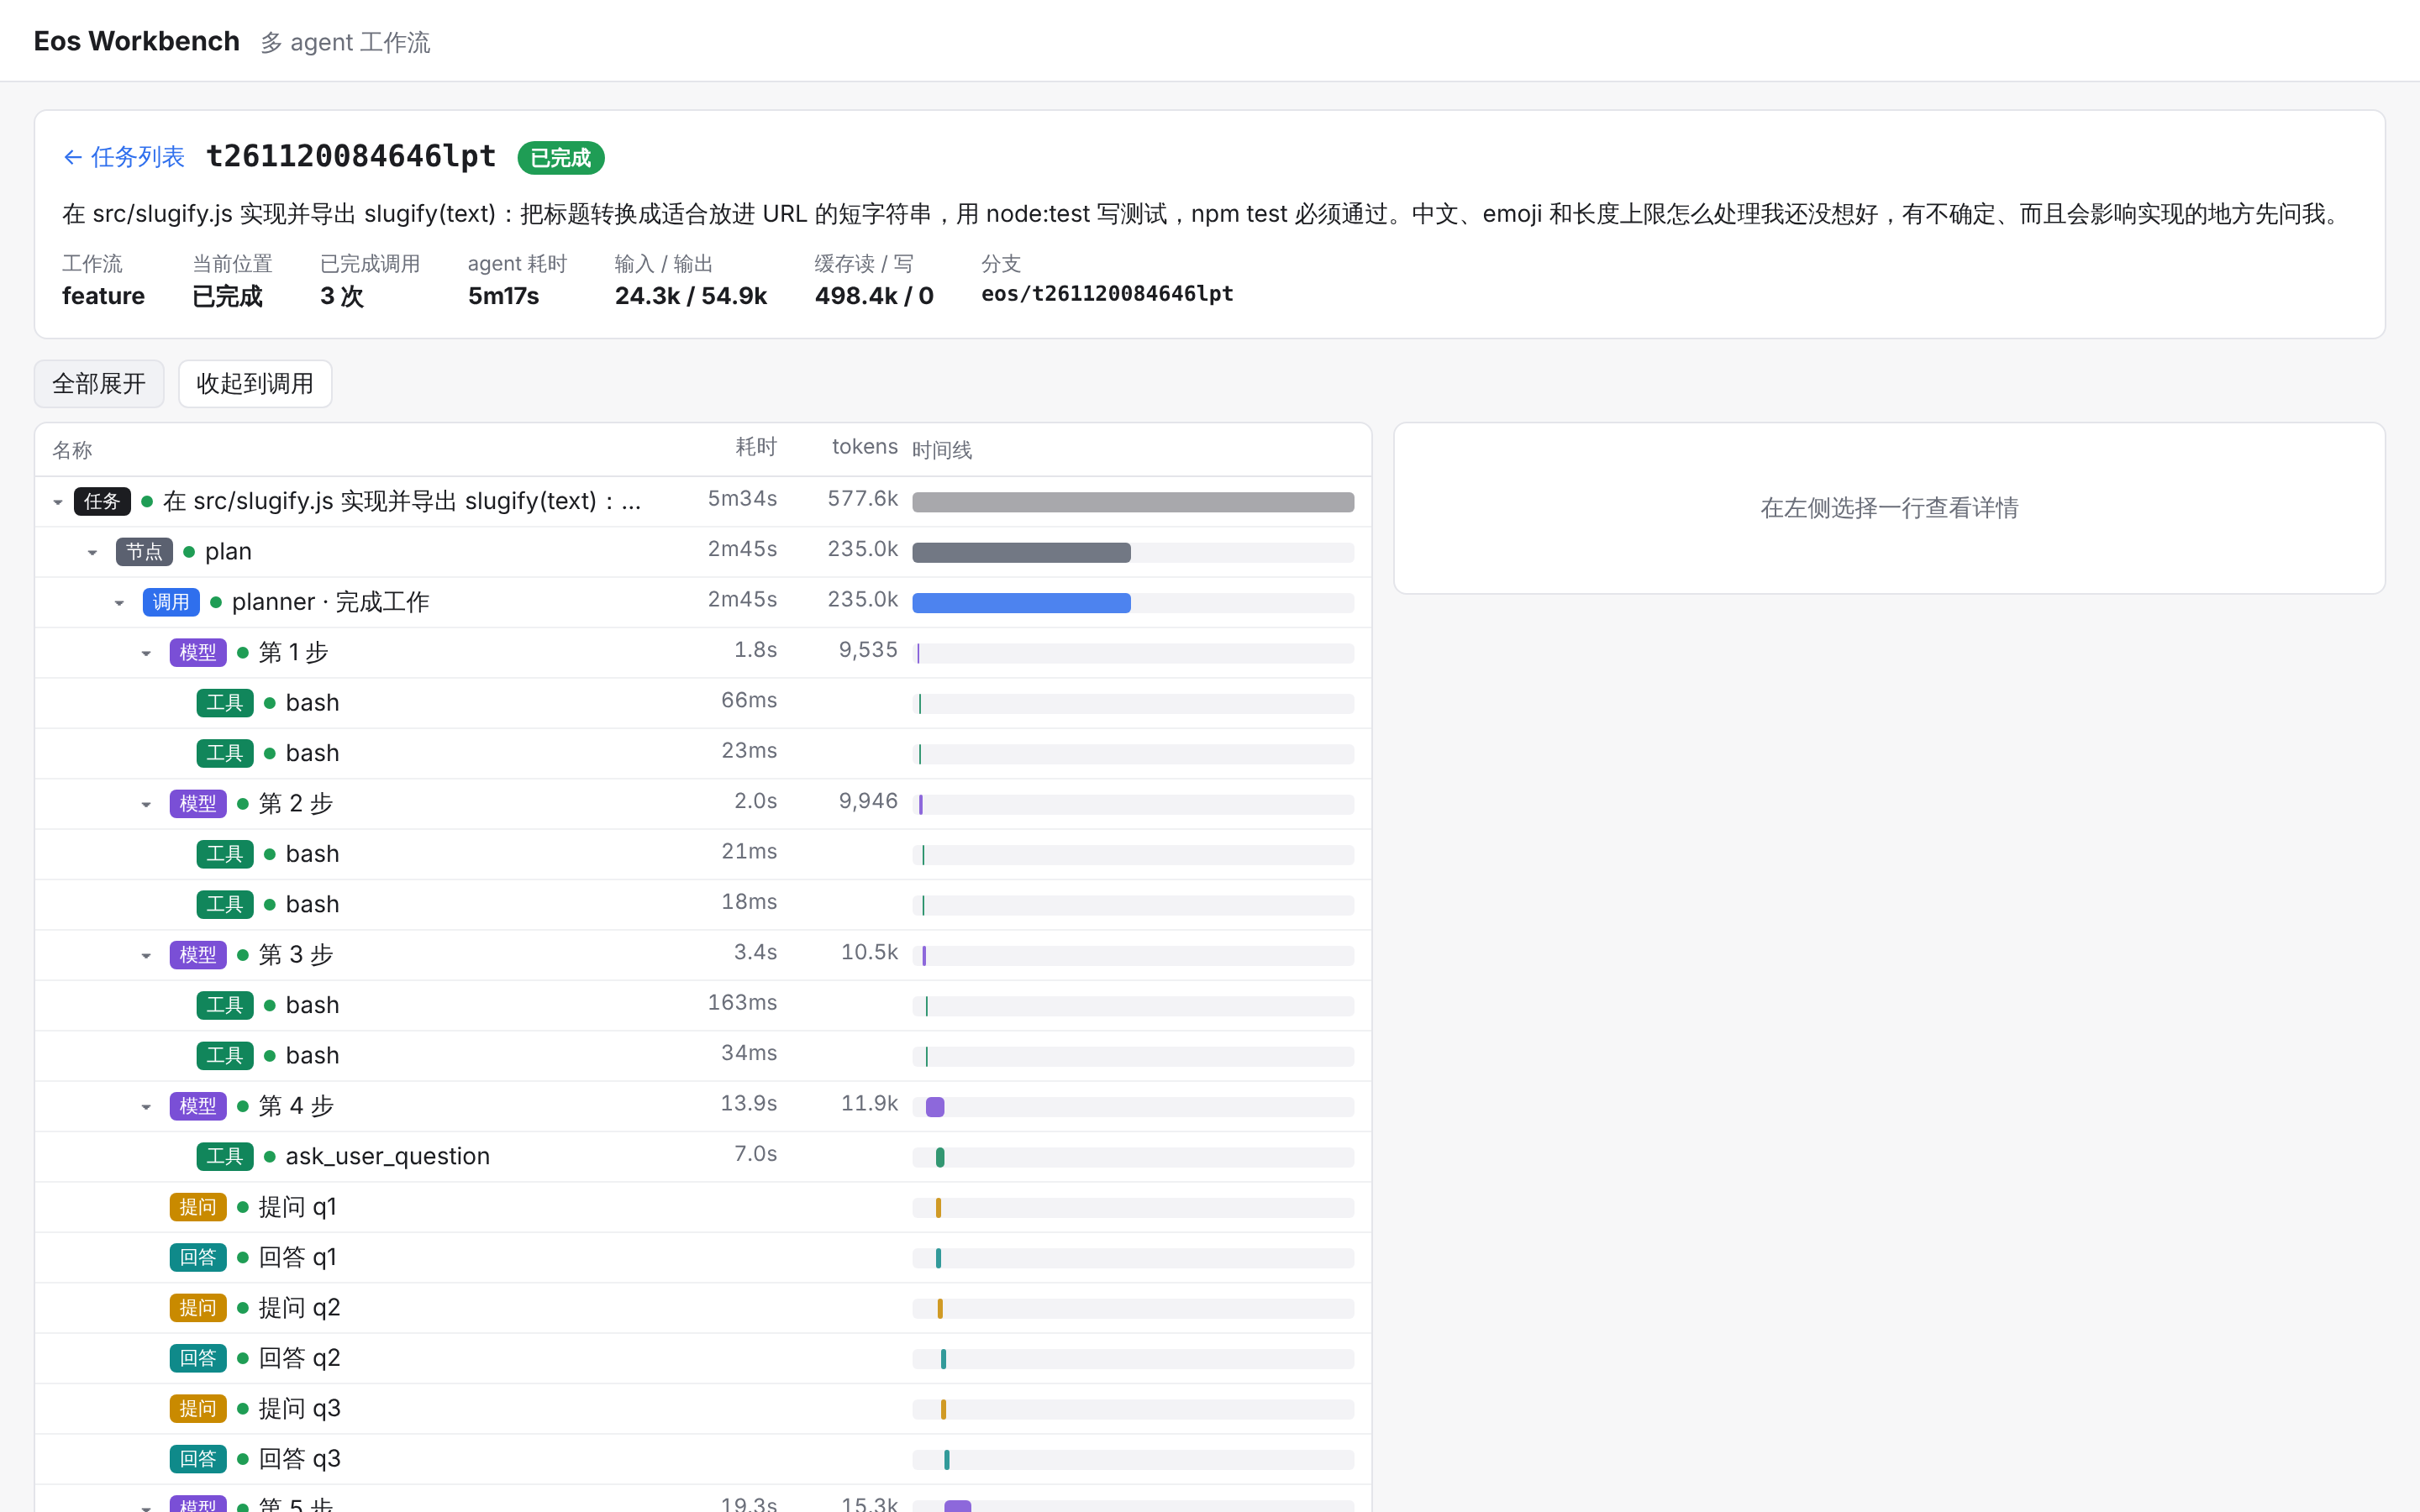 Eos Workbench 多 agent 工作流
← 任务列表 t261120084646lpt 已完成
在 src/slugify.js 实现并导出 slugify(text)：把标题转换成适合放进 URL 的短字符串，用 node:test 写测试，npm test 必须通过。中文、emoji 和长度上限怎么处理我还没想好，有不确定、而且会影响实现的地方先问我。
工作流 当前位置 已完成调用 agent 耗时 输入 / 输出 缓存读 / 写 分支
feature 已完成 3 次 5m17s 24.3k / 54.9k 498.4k / 0 eos/t261120084646lpt
全部展开 收起到调用
名称 耗时 tokens 时间线
任务 在 src/slugify.js 实现并导出 slugify(text)：... 5m34s 577.6k
在左侧选择一行查看详情
节点 plan 2m45s 235.0k
调用 planner · 完成工作 2m45s 235.0k
模型 第 1 步 1.8s 9,535
工具 bash 66ms
工具 bash 23ms
模型 第 2 步 2.0s 9,946
工具 bash 21ms
工具 bash 18ms
模型 第 3 步 3.4s 10.5k
工具 bash 163ms
工具 bash 34ms
模型 第 4 步 13.9s 11.9k
工具 ask_user_question 7.0s
提问 提问 q1
回答 回答 q1
提问 提问 q2
回答 回答 q2
提问 提问 q3
回答 回答 q3
模型 第 5 步 19.3s 15.3k